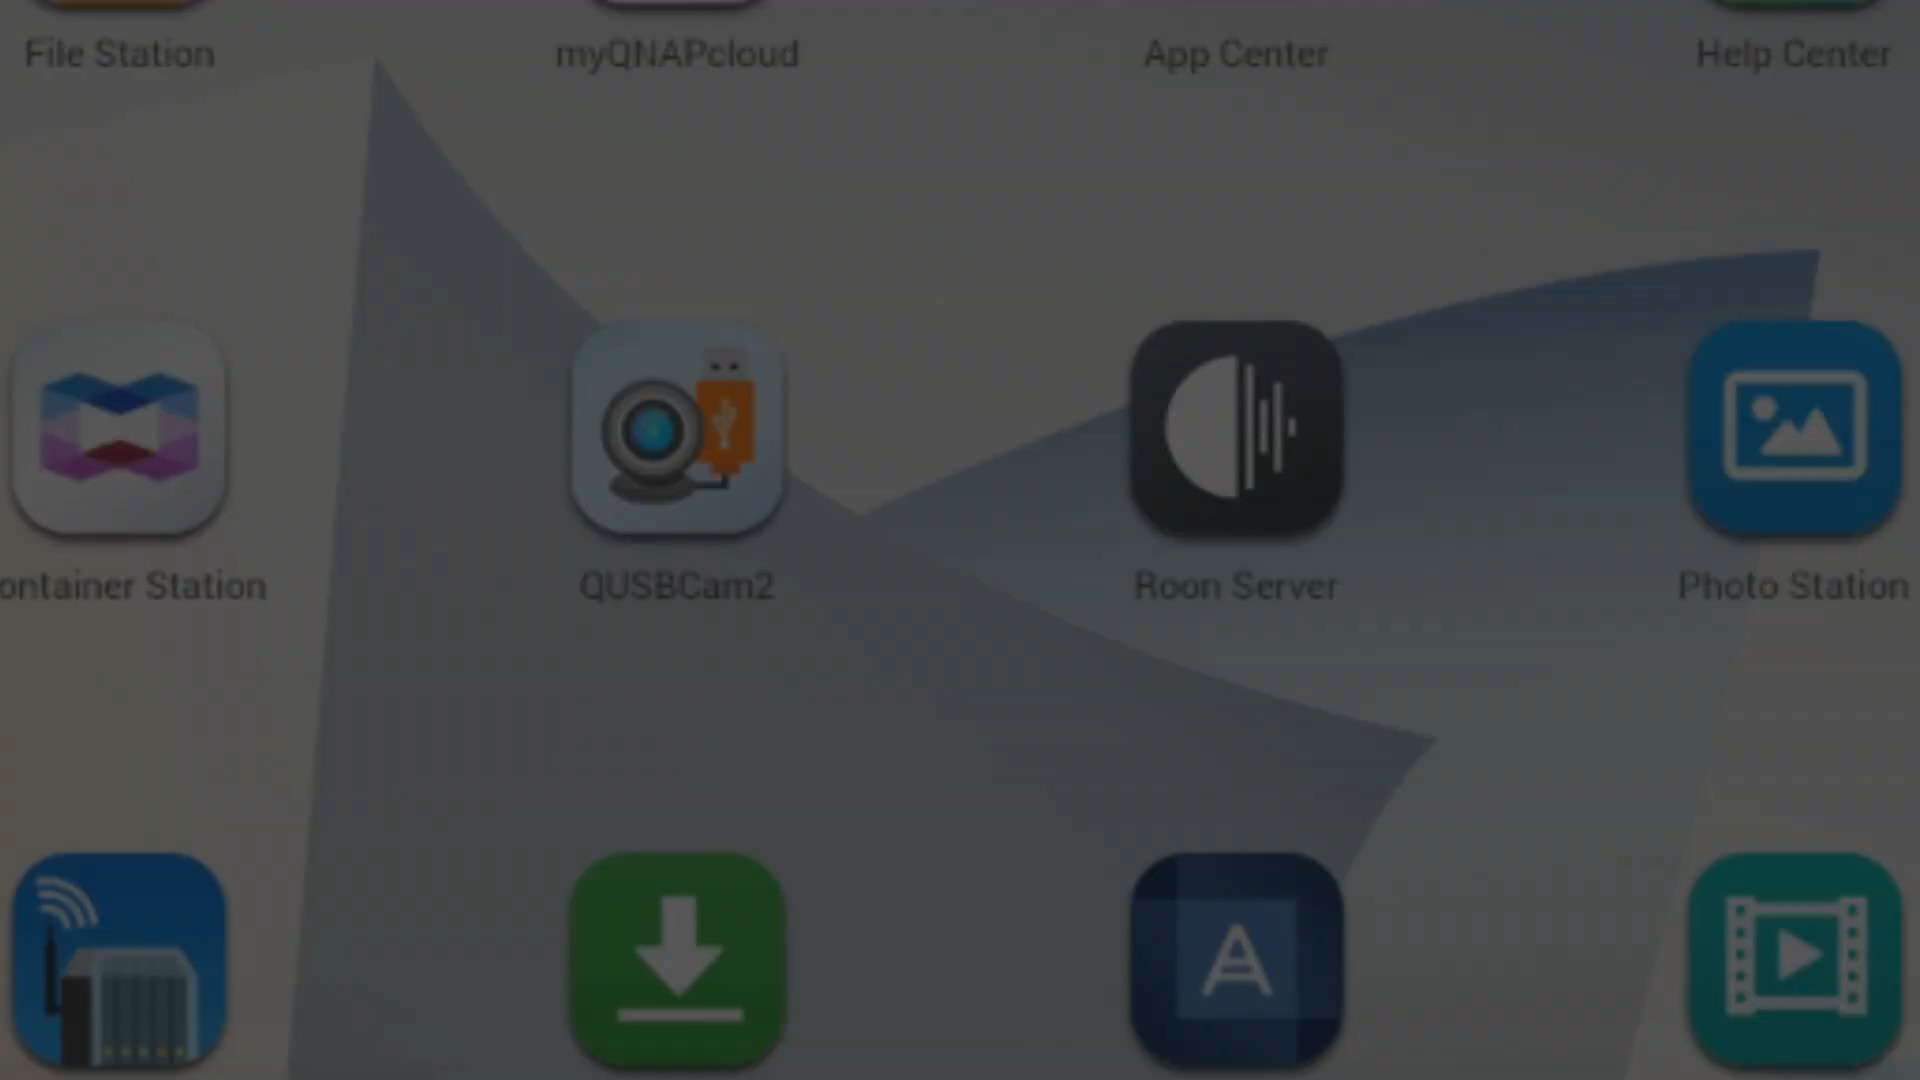 File Station
myQNAPcloud
App Center
Help Center
ontainer Station
QUSBCam2
Roon Server
Photo Station
A